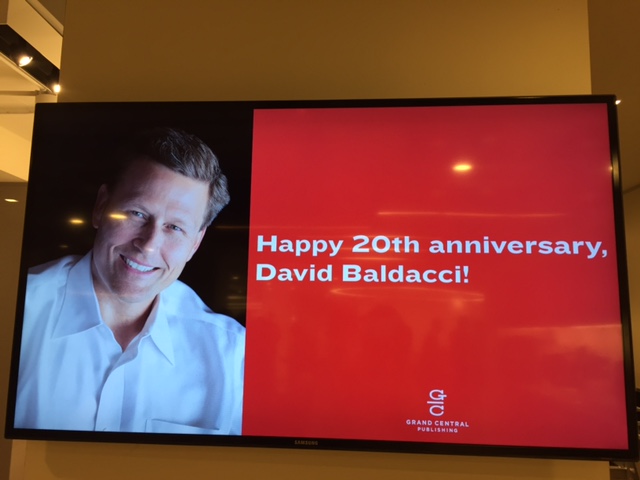 Happy 20th anniversary,
David Baldacci!
GRAND CENTRAL
PUBLISHING
SAMSUNG